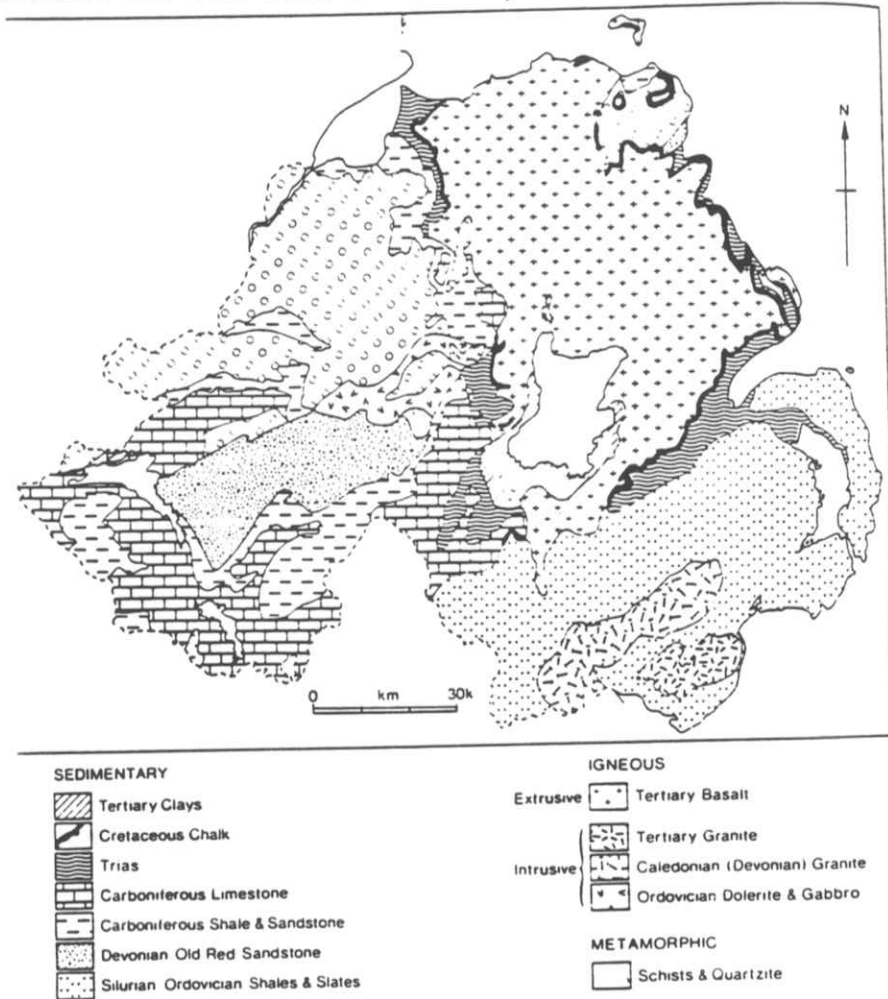 N
0 km 30k
SEDIMENTARY
Tertiary Clays
Cretaceous Chalk
Trias
Carboniferous Limestone
Carboniferous Shale & Sandstone
Devonian Old Red Sandstone
Silurian Ordovician Shales & Slates
IGNEOUS
Extrusive Tertiary Basalt
Tertiary Granite
Intrusive Caledonian (Devonian) Granite
Ordovician Dolerite & Gabbro
METAMORPHIC
Schists & Quartzite